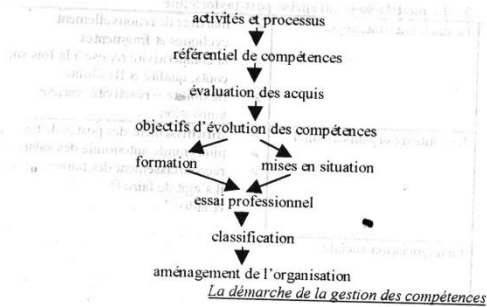 activités et processus
référentiel de compétences
évaluation des acquis
objectifs d'évolution des compétences
formation mises en situation
essai professionnel
classification
aménagement de l'organisation
La démarche de la gestion des compétences